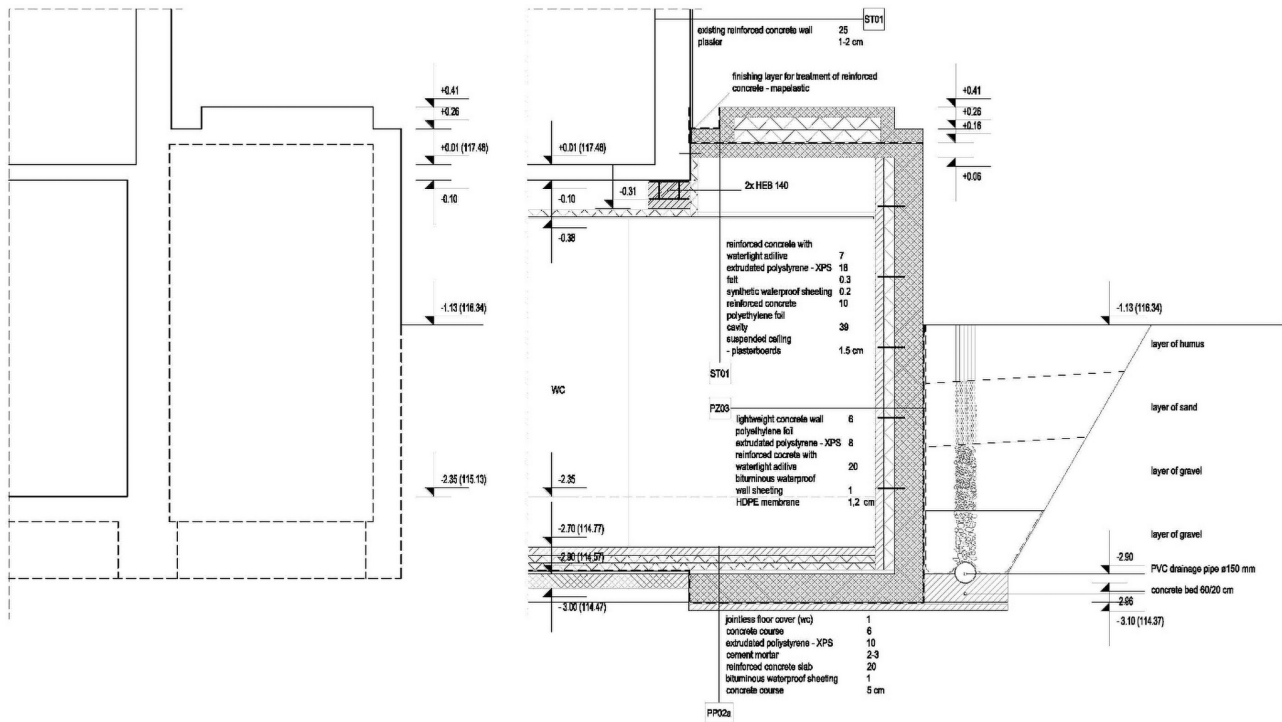 +0.41
+0.26
+0.01 (117.48)
-0.10
-1.13 (116.34)
-2.35 (115.13)
ST01
existing reinforced concrete wall 25
plaster 1-2 cm
finishing layer for treatment of reinforced
concrete - mapelastic
+0.41
+0.26
+0.16
+0.06
+0.01 (117.48)
-0.31
-0.10
-0.38
2x HEB 140
reinforced concrete with
watertight aditive 7
extrudated polystyrene - XPS 18
felt 0.3
synthetic waterproof sheeting 0.2
reinforced concrete 10
polyethylene foil
cavity 39
suspended ceiling
- plasterboards 1.5 cm
ST01
WC
PZ03
lightweight concrete wall 6
polyethylene foil
extrudated polystyrene - XPS 8
reinforced cocrete with
watertight aditive 20
bituminous waterproof
wall sheeting 1
HDPE membrane 1,2 cm
-1.13 (116.34)
layer of humus
layer of sand
layer of gravel
layer of gravel
-2.35
-2.70 (114.77)
-2.90 (114.57)
- 3.00 (114.47)
-2.90
PVC drainage pipe ø150 mm
concrete bed 60/20 cm
2.96
- 3.10 (114.37)
jointless floor cover (wc) 1
concrete course 6
extrudated poliystyrene - XPS 10
cement mortar 2-3
reinforced concrete slab 20
bituminous waterproof sheeting 1
concrete course 5 cm
PP02a